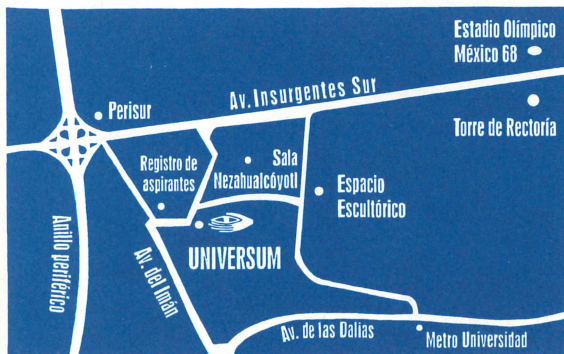 Estadio Olímpico
México 68
Av. Insurgentes Sur
Perisur
Torre de Rectoría
Registro de
aspirantes
Sala
Nezahualcóyotl
Espacio
Escultórico
UNIVERSUM
Anillo periférico
Av. del Imán
Av. de las Dalias
Metro Universidad